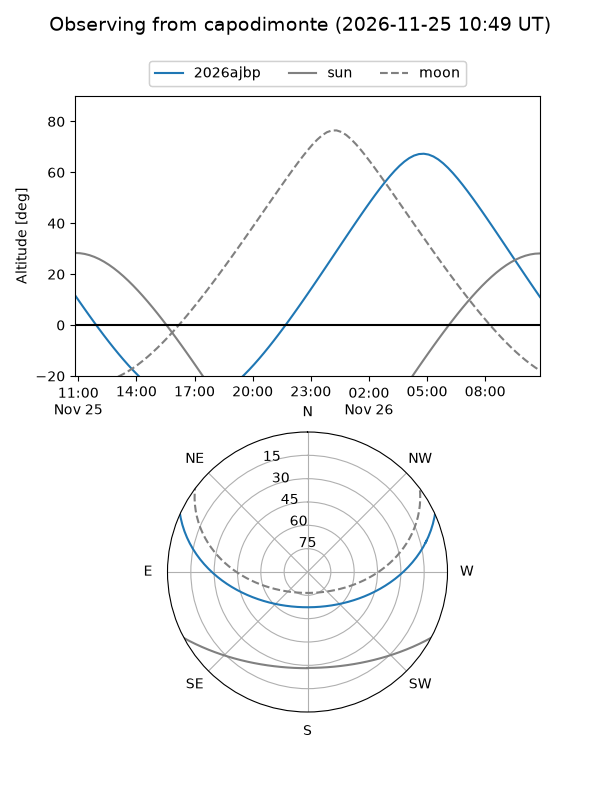 Observing from capodimonte (2026-11-25 10:49 UT)
2026ajbp sun moon
Altitude [deg]
80
60
40
20
0
−20
11:00 14:00 17:00 20:00 23:00 02:00 05:00 08:00
Nov 25 Nov 26
N
NE NW
15
30
45
60
75
E W
SE SW
S